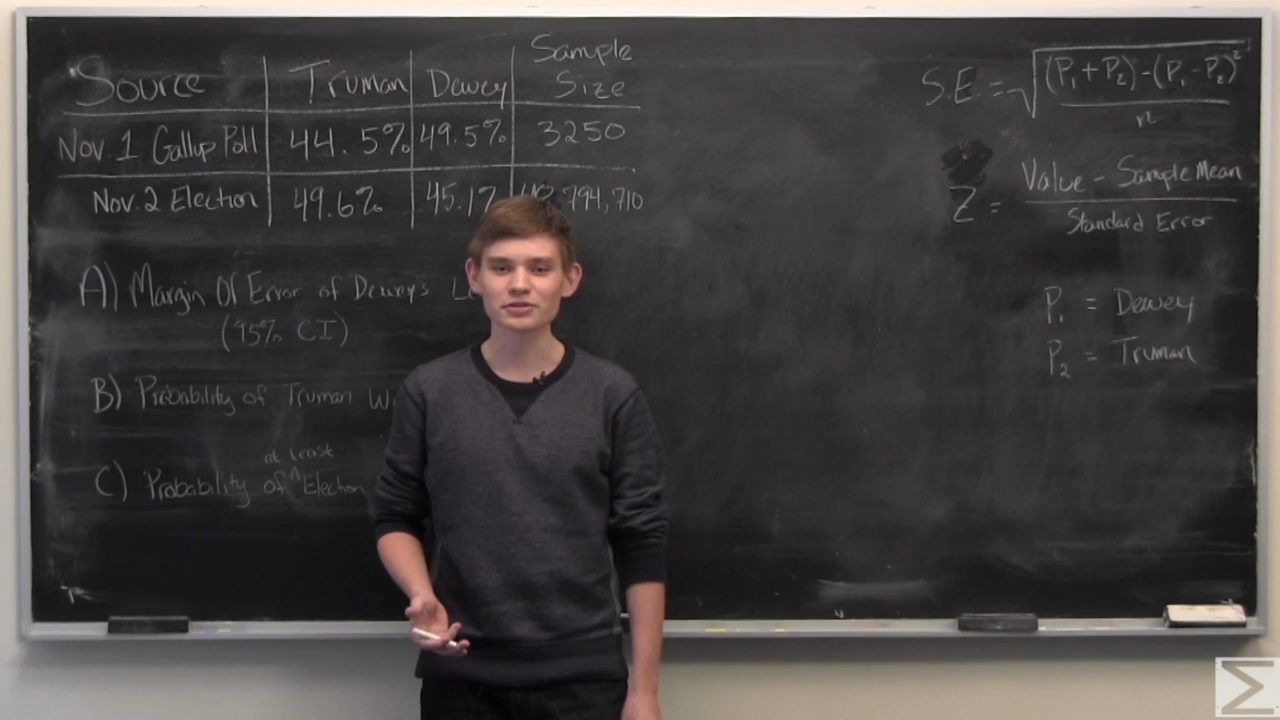 Source Truman Dewey Sample Size
Nov. 1 Gallup Poll 44.5% 49.5% 3250
Nov. 2 Election 49.6% 45.1% ,794,710
A) Margin Of Error of Dewey's
(95% CI)
B) Probability of Truman
C) Probability of ^ Election
at least
S.E. = √((P₁+P₂)-(P₁-P₂)²
n
Z = Value - Sample Mean
Standard Error
P₁ = Dewey
P₂ = Truman
Σ